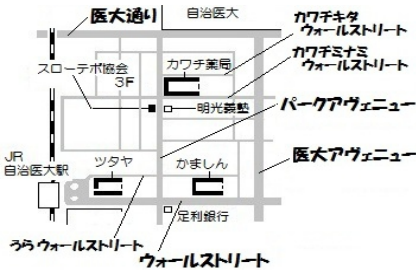 医大通り
自治医大
カワチキタ
ウォールストリート
スローテポ協会
3F
カワチ薬局
カワチミナミ
ウォールストリート
明光義塾
パークアヴェニュー
JR
自治医大駅
ツタヤ
かましん
医大アヴェニュー
うらウォールストリート
足利銀行
ウォールストリート